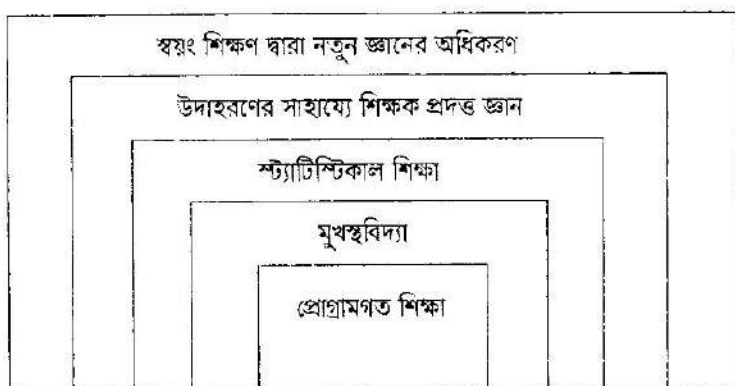 স্বয়ং শিক্ষণ দ্বারা নতুন জ্ঞানের অধিকরণ
উদাহরণের সাহায্যে শিক্ষক প্রদত্ত জ্ঞান
স্ট্যাটিস্টিকাল শিক্ষা
মুখস্থবিদ্যা
প্রোগ্রামগত শিক্ষা